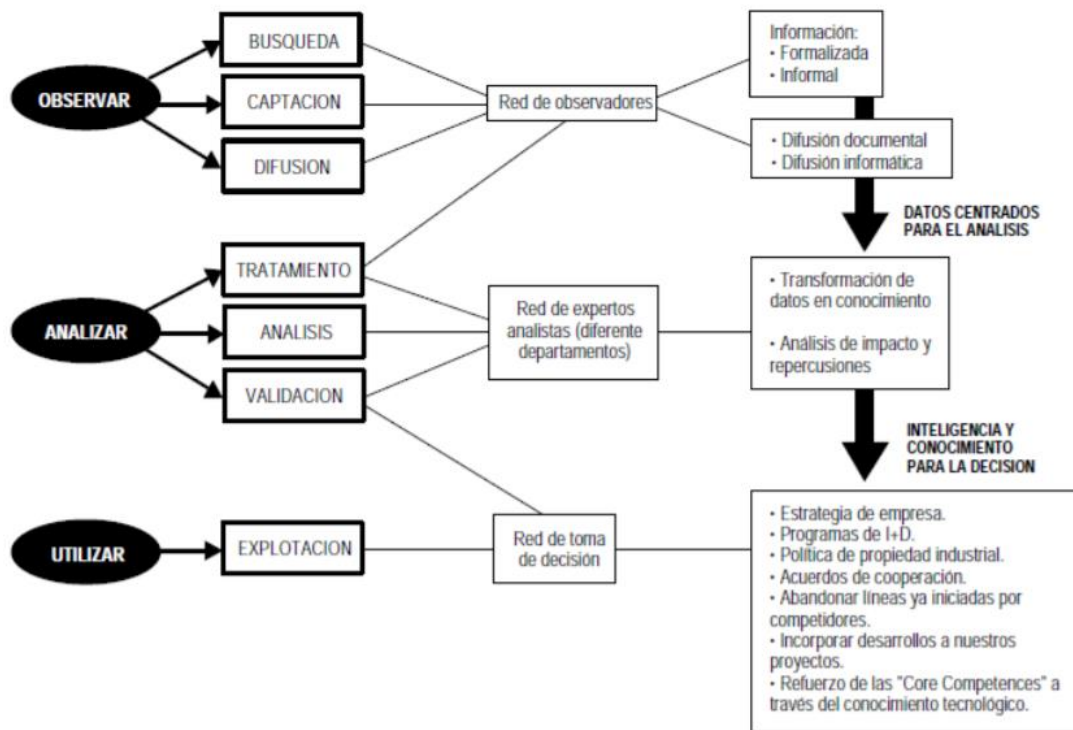 BUSQUEDA
OBSERVAR
CAPTACION
DIFUSION
Red de observadores
Información:
• Formalizada
• Informal
• Difusión documental
• Difusión informática
DATOS CENTRADOS
PARA EL ANALISIS
TRATAMIENTO
ANALIZAR
ANALISIS
VALIDACION
Red de expertos
analistas (diferente
departamentos)
• Transformación de
datos en conocimiento
• Análisis de impacto y
repercusiones
INTELIGENCIA Y
CONOCIMIENTO
PARA LA DECISION
UTILIZAR
EXPLOTACION
Red de toma
de decisión
• Estrategia de empresa.
• Programas de I+D.
• Política de propiedad industrial.
• Acuerdos de cooperación.
• Abandonar líneas ya iniciadas por
competidores.
• Incorporar desarrollos a nuestros
proyectos.
• Refuerzo de las "Core Competences" a
través del conocimiento tecnológico.